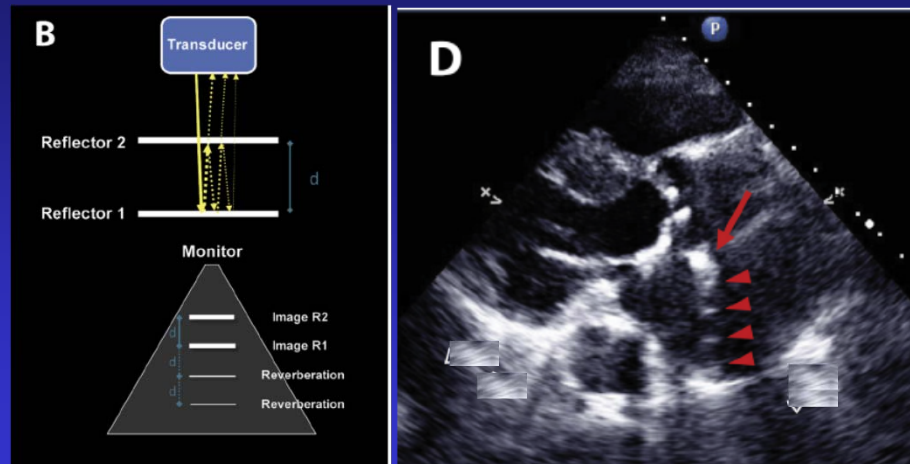 B
Transducer
Reflector 2
d
Reflector 1
Monitor
d
Image R2
Image R1
d
Reverberation
d
Reverberation
D
P